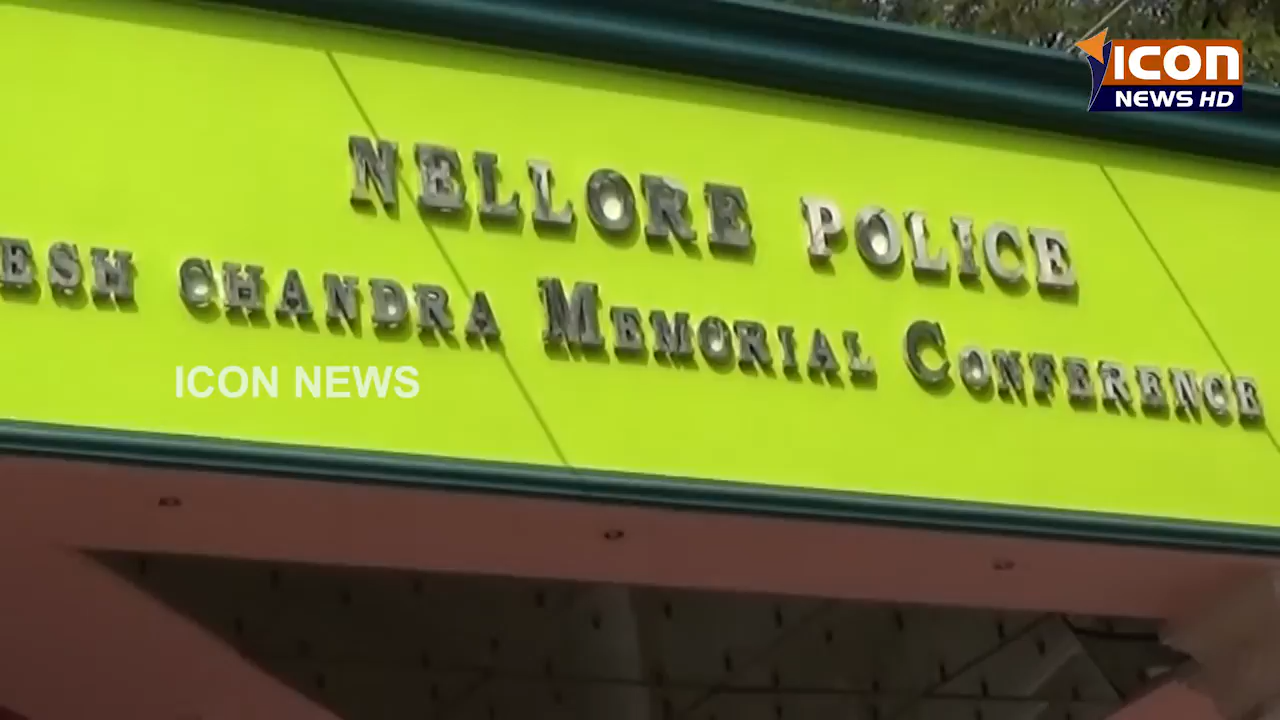 ICON
NEWS HD
NELLORE POLICE
ESH CHANDRA MEMORIAL CONFERENCE
ICON NEWS